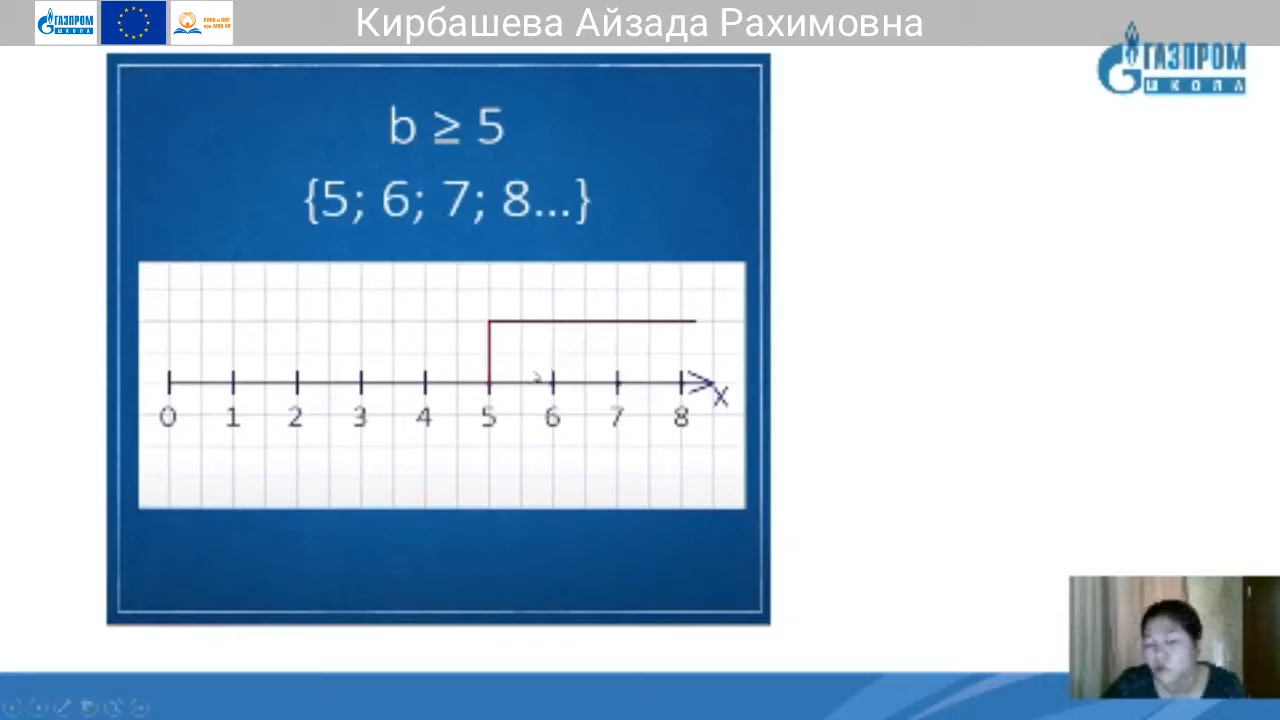 ГАЗПРОМ
ШКОЛА
Кирбашева Айзада Рахимовна
ГАЗПРОМ
ШКОЛА
b ≥ 5
{5; 6; 7; 8...}
x
0 1 2 3 4 5 6 7 8